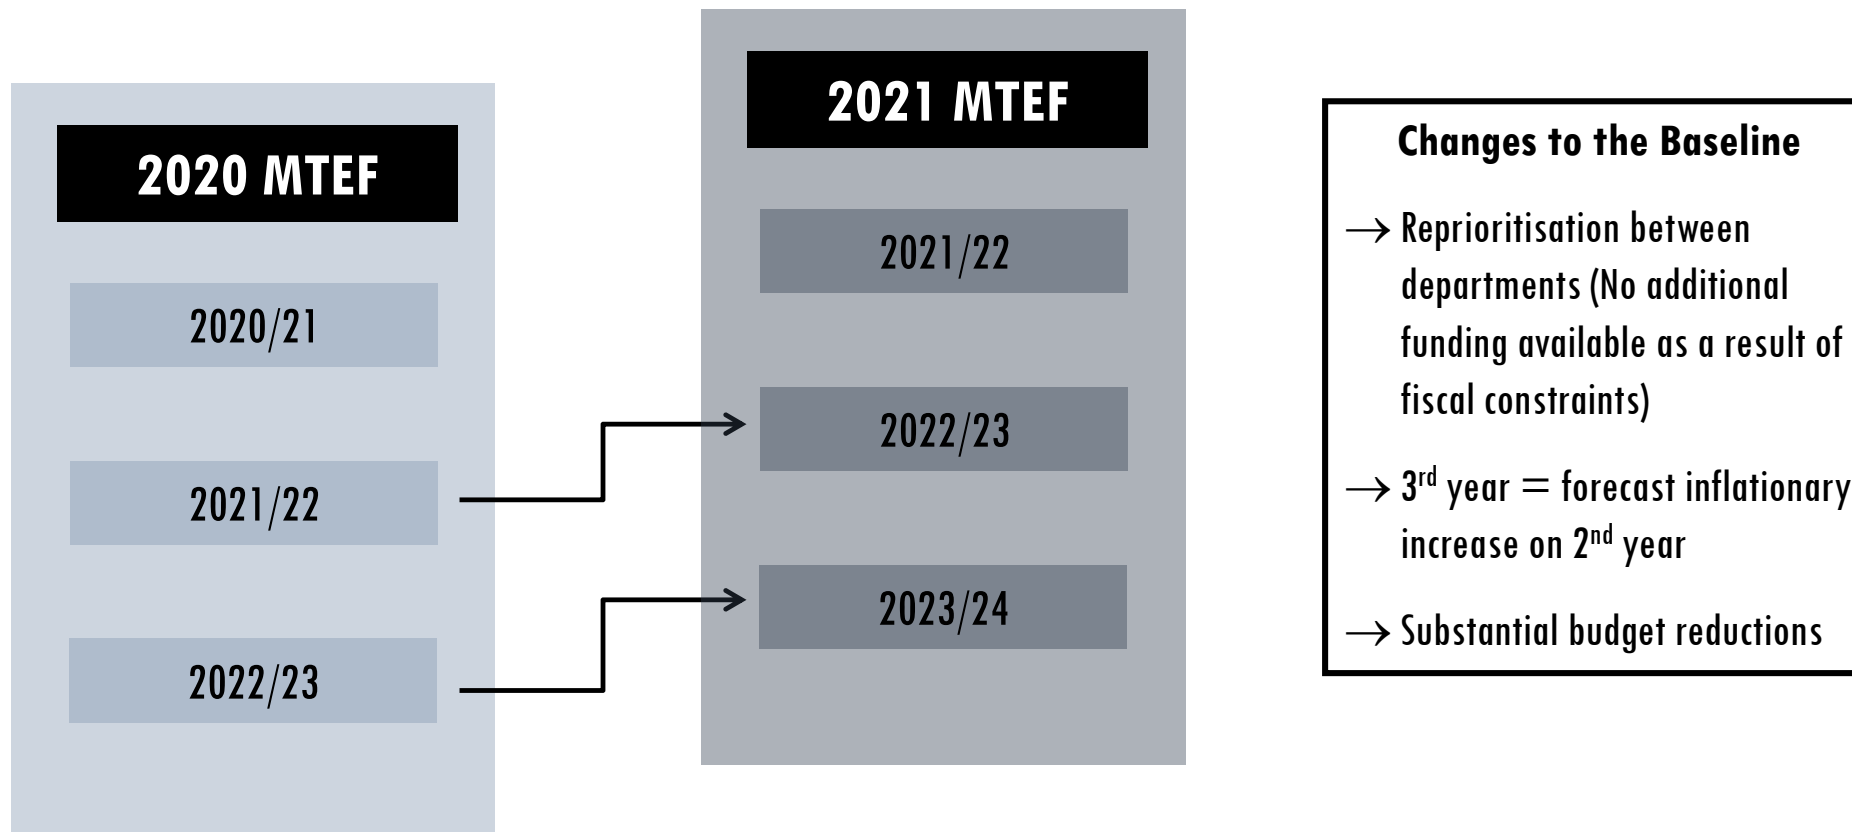 2020 MTEF
2020/21
2021/22
2022/23
2021 MTEF
2021/22
2022/23
2023/24
Changes to the Baseline
→ Reprioritisation between
departments (No additional
funding available as a result of
fiscal constraints)
→ 3rd year = forecast inflationary
increase on 2nd year
→ Substantial budget reductions